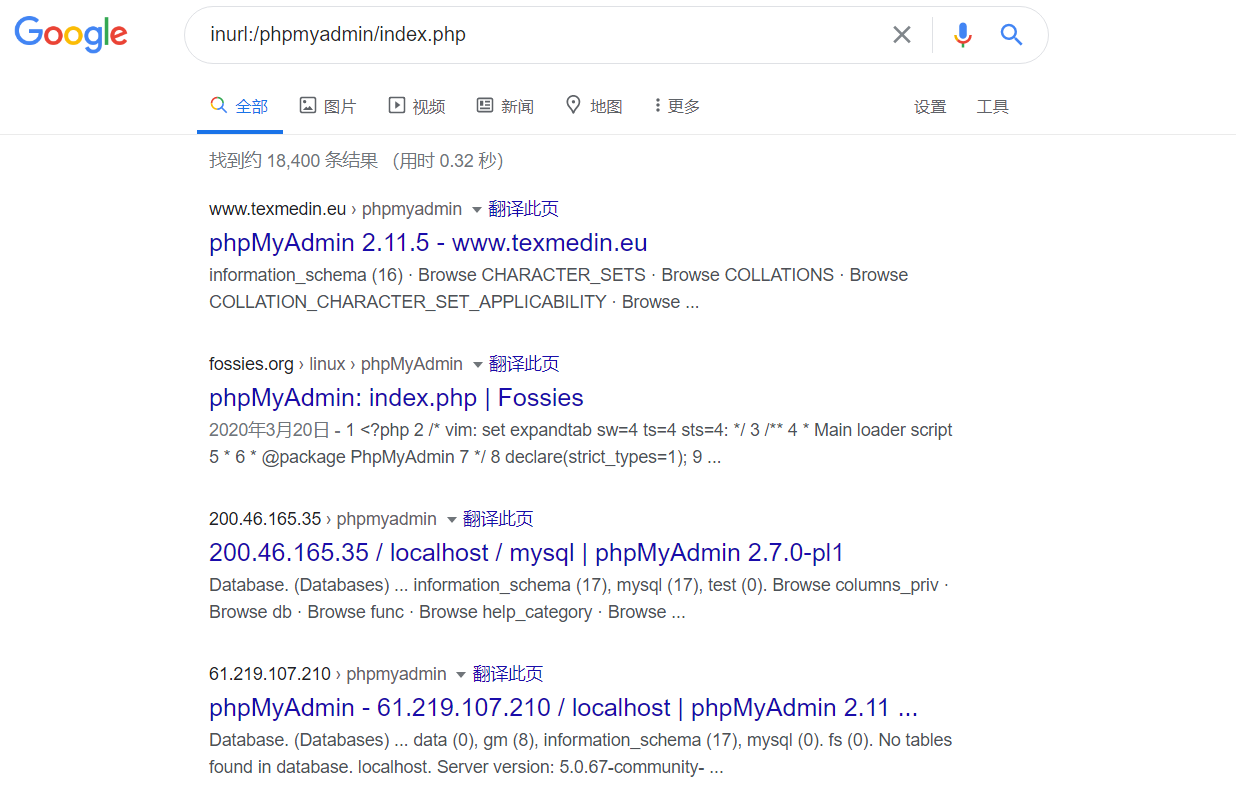 Google
inurl:/phpmyadmin/index.php
全部 图片 视频 新闻 地图 更多 设置 工具
找到约 18,400 条结果 （用时 0.32 秒）
www.texmedin.eu › phpmyadmin 翻译此页
phpMyAdmin 2.11.5 - www.texmedin.eu
information_schema (16) · Browse CHARACTER_SETS · Browse COLLATIONS · Browse
COLLATION_CHARACTER_SET_APPLICABILITY · Browse ...
fossies.org › linux › phpMyAdmin 翻译此页
phpMyAdmin: index.php | Fossies
2020年3月20日 - 1 <?php 2 /* vim: set expandtab sw=4 ts=4 sts=4: */ 3 /** 4 * Main loader script
5 * 6 * @package PhpMyAdmin 7 */ 8 declare(strict_types=1); 9 ...
200.46.165.35 › phpmyadmin 翻译此页
200.46.165.35 / localhost / mysql | phpMyAdmin 2.7.0-pl1
Database. (Databases) ... information_schema (17), mysql (17), test (0). Browse columns_priv ·
Browse db · Browse func · Browse help_category · Browse ...
61.219.107.210 › phpmyadmin 翻译此页
phpMyAdmin - 61.219.107.210 / localhost | phpMyAdmin 2.11 ...
Database. (Databases) ... data (0), gm (8), information_schema (17), mysql (0). fs (0). No tables
found in database. localhost. Server version: 5.0.67-community- ...